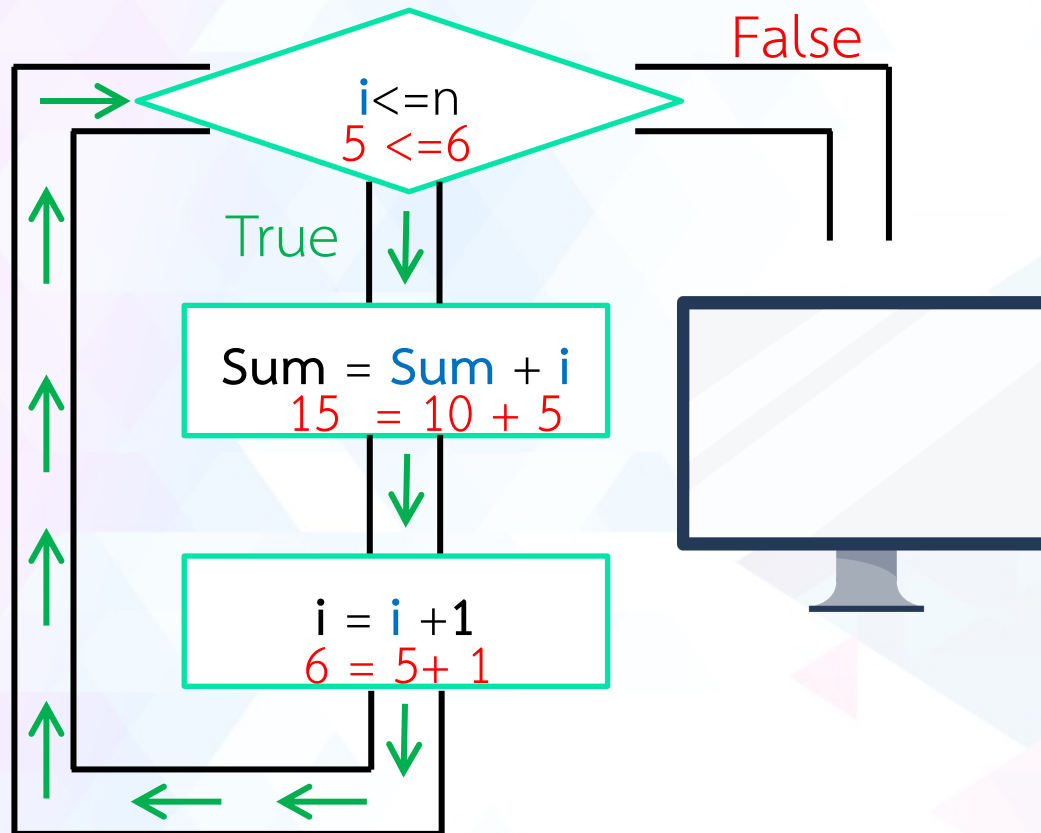 False
i<=n
5 <=6
True
Sum = Sum + i
15 = 10 + 5
i = i +1
6 = 5+ 1